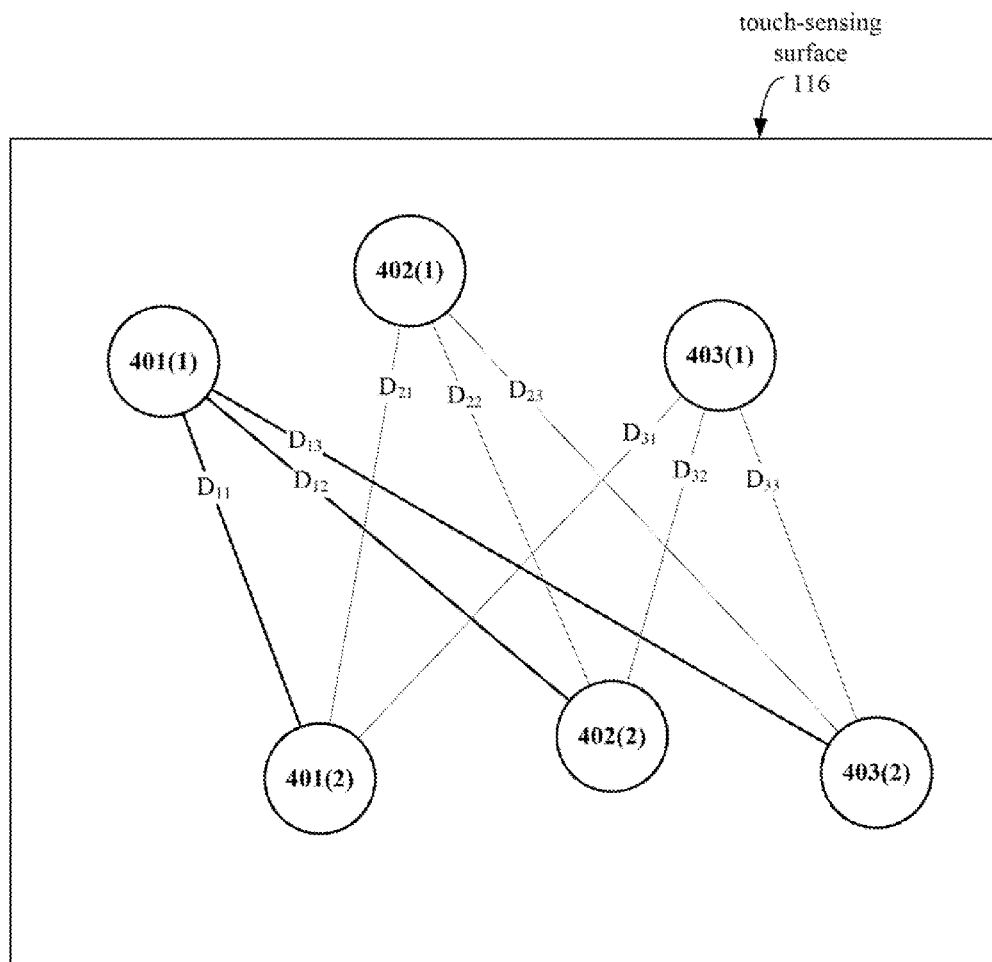 touch-sensing
surface
116
402(1)
401(1)
403(1)
D₂₁
D₂₂
D₂₃
D₁₃
D₃₁
D₁₂
D₃₂
D₁₁
D₃₃
402(2)
401(2)
403(2)